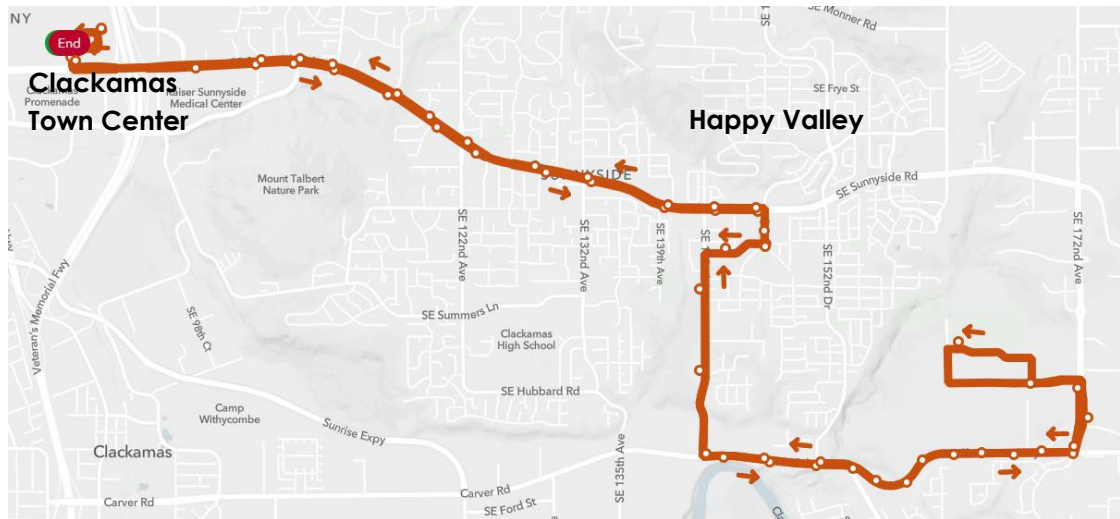 NY
End
Clackamas
Town Center
Kaiser Sunnyside
Medical Center
Promenade
Happy Valley
SE Monner Rd
SE Frye St
Mount Talbert
Nature Park
SUNNYSIDE
SE Sunnyside Rd
SE 122nd Ave
SE 132nd Ave
SE 139th Ave
SE 152nd Dr
SE 172nd Ave
Veteran's Memorial Fwy
SE 98th Ct
SE Summers Ln
Clackamas
High School
SE Hubbard Rd
Camp
Withycombe
Sunrise Expy
SE 135th Ave
Clackamas
Carver Rd
Carver Rd
SE Ford St